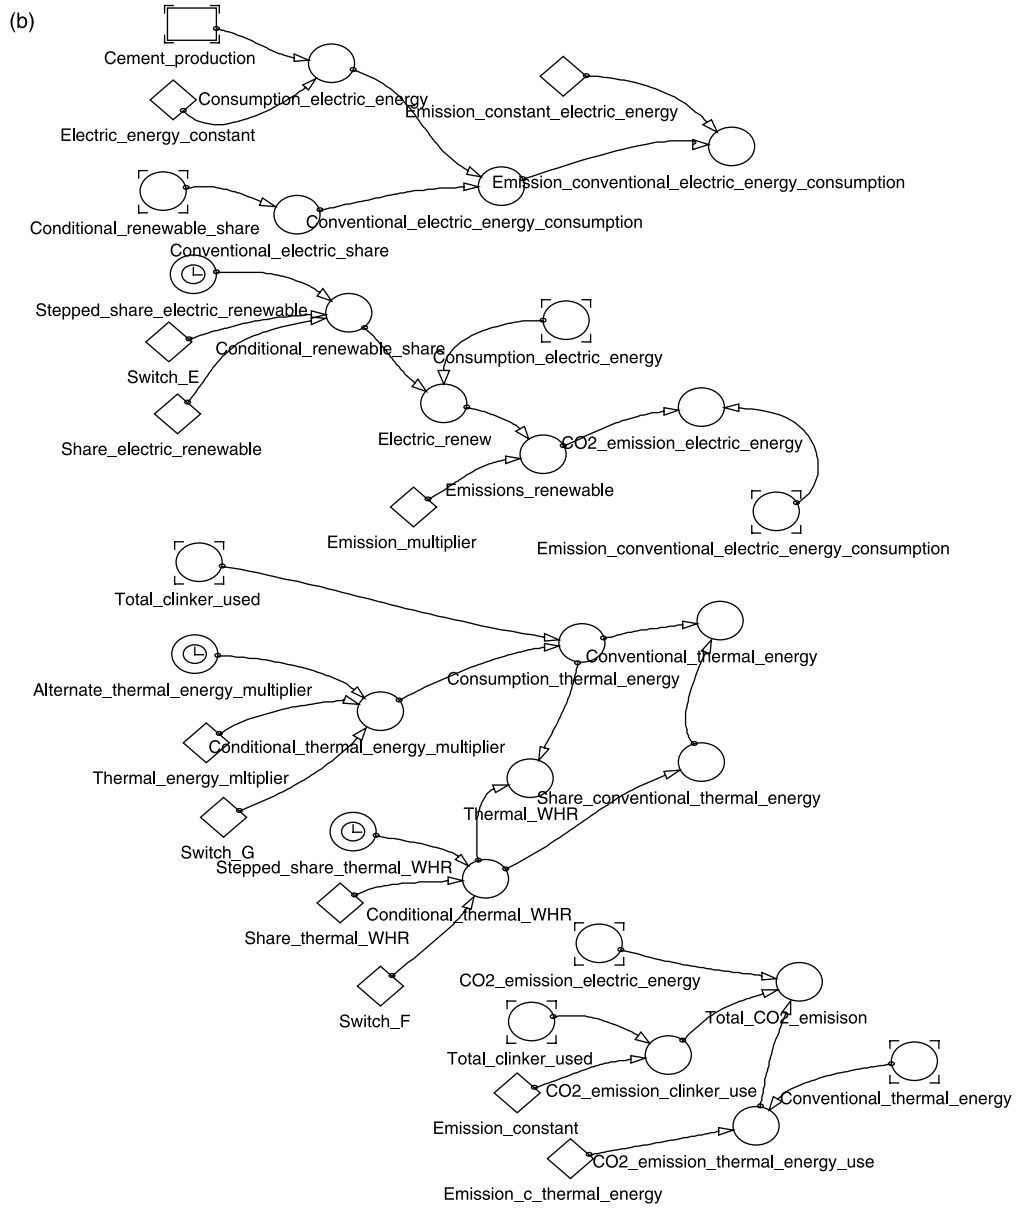 (b)
Cement_production
Consumption_electric_energy
Emission_constant_electric_energy
Electric_energy_constant
Emission_conventional_electric_energy_consumption
Conditional_renewable_share
Conventional_electric_energy_consumption
Conventional_electric_share
Stepped_share_electric_renewable
Conditional_renewable_share
Consumption_electric_energy
Switch_E
Share_electric_renewable
Electric_renew
CO2_emission_electric_energy
Emissions_renewable
Emission_multiplier
Emission_conventional_electric_energy_consumption
Total_clinker_used
Conventional_thermal_energy
Consumption_thermal_energy
Alternate_thermal_energy_multiplier
Conditional_thermal_energy_multiplier
Thermal_energy_mltiplier
Share_conventional_thermal_energy
Thermal_WHR
Switch_G
Stepped_share_thermal_WHR
Conditional_thermal_WHR
Share_thermal_WHR
CO2_emission_electric_energy
Switch_F
Total_CO2_emisison
Total_clinker_used
CO2_emission_clinker_use
Conventional_thermal_energy
Emission_constant
CO2_emission_thermal_energy_use
Emission_c_thermal_energy